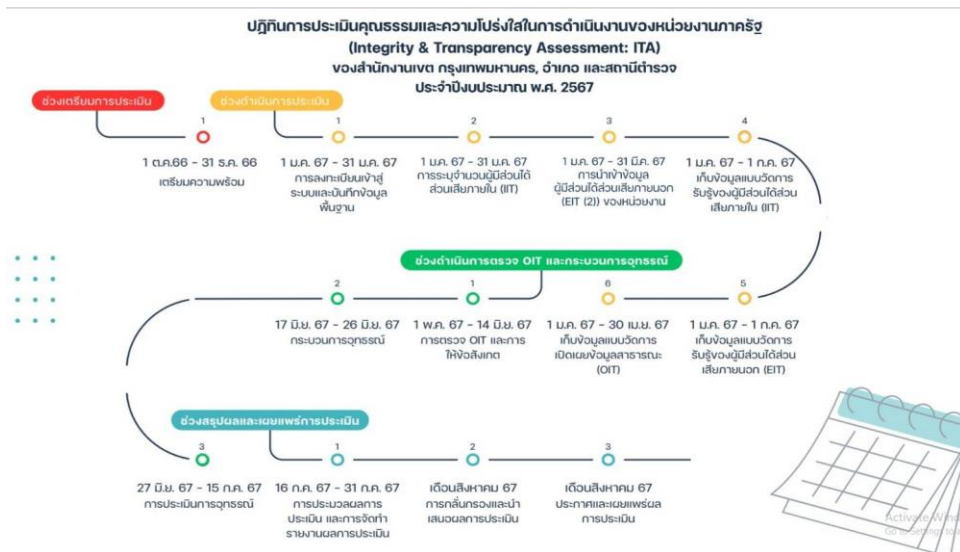 ปฏิทินการประเมินคุณธรรมและความโปร่งใสในการดำเนินงานของหน่วยงานภาครัฐ
(Integrity & Transparency Assessment: ITA)
ของสำนักงานเขต กรุงเทพมหานคร, อำเภอ และสถานีตำรวจ
ประจำปีงบประมาณ พ.ศ. 2567
ช่วงเตรียมการประเมิน
1
1 ต.ค.66 - 31 ธ.ค. 66
เตรียมความพร้อม
ช่วงดำเนินการประเมิน
1
1 ม.ค. 67 - 31 ม.ค. 67
การลงทะเบียนเข้าสู่
ระบบและบันทึกข้อมูล
พื้นฐาน
2
1 ม.ค. 67 - 31 ม.ค. 67
การระบุจำนวนผู้มีส่วนได้
ส่วนเสียภายใน (IIT)
3
1 ม.ค. 67 - 31 มี.ค. 67
การนำเข้าข้อมูล
ผู้มีส่วนได้ส่วนเสียภายนอก
(EIT (2)) ของหน่วยงาน
4
1 ม.ค. 67 - 1 ก.ค. 67
เก็บข้อมูลแบบวัดการ
รับรู้ของผู้มีส่วนได้ส่วน
เสียภายใน (IIT)
5
1 ม.ค. 67 - 1 ก.ค. 67
เก็บข้อมูลแบบวัดการ
รับรู้ของผู้มีส่วนได้ส่วน
เสียภายนอก (EIT)
6
1 ม.ค. 67 - 30 เม.ย. 67
เก็บข้อมูลแบบวัดการ
เปิดเผยข้อมูลสาธารณะ
(OIT)
ช่วงดำเนินการตรวจ OIT และกระบวนการอุทธรณ์
1
1 พ.ค. 67 - 14 มิ.ย. 67
การตรวจ OIT และการ
ให้ข้อสังเกต
2
17 มิ.ย. 67 - 26 มิ.ย. 67
กระบวนการอุทธรณ์
3
27 มิ.ย. 67 - 15 ก.ค. 67
การประเมินการอุทธรณ์
ช่วงสรุปผลและเผยแพร่การประเมิน
1
16 ก.ค. 67 - 31 ก.ค. 67
การประมวลผลการ
ประเมิน และการจัดทำ
รายงานผลการประเมิน
2
เดือนสิงหาคม 67
การกลั่นกรองและนำ
เสนอผลการประเมิน
3
เดือนสิงหาคม 67
ประกาศและเผยแพร่ผล
การประเมิน
Activate Wind
Go to Settings to a